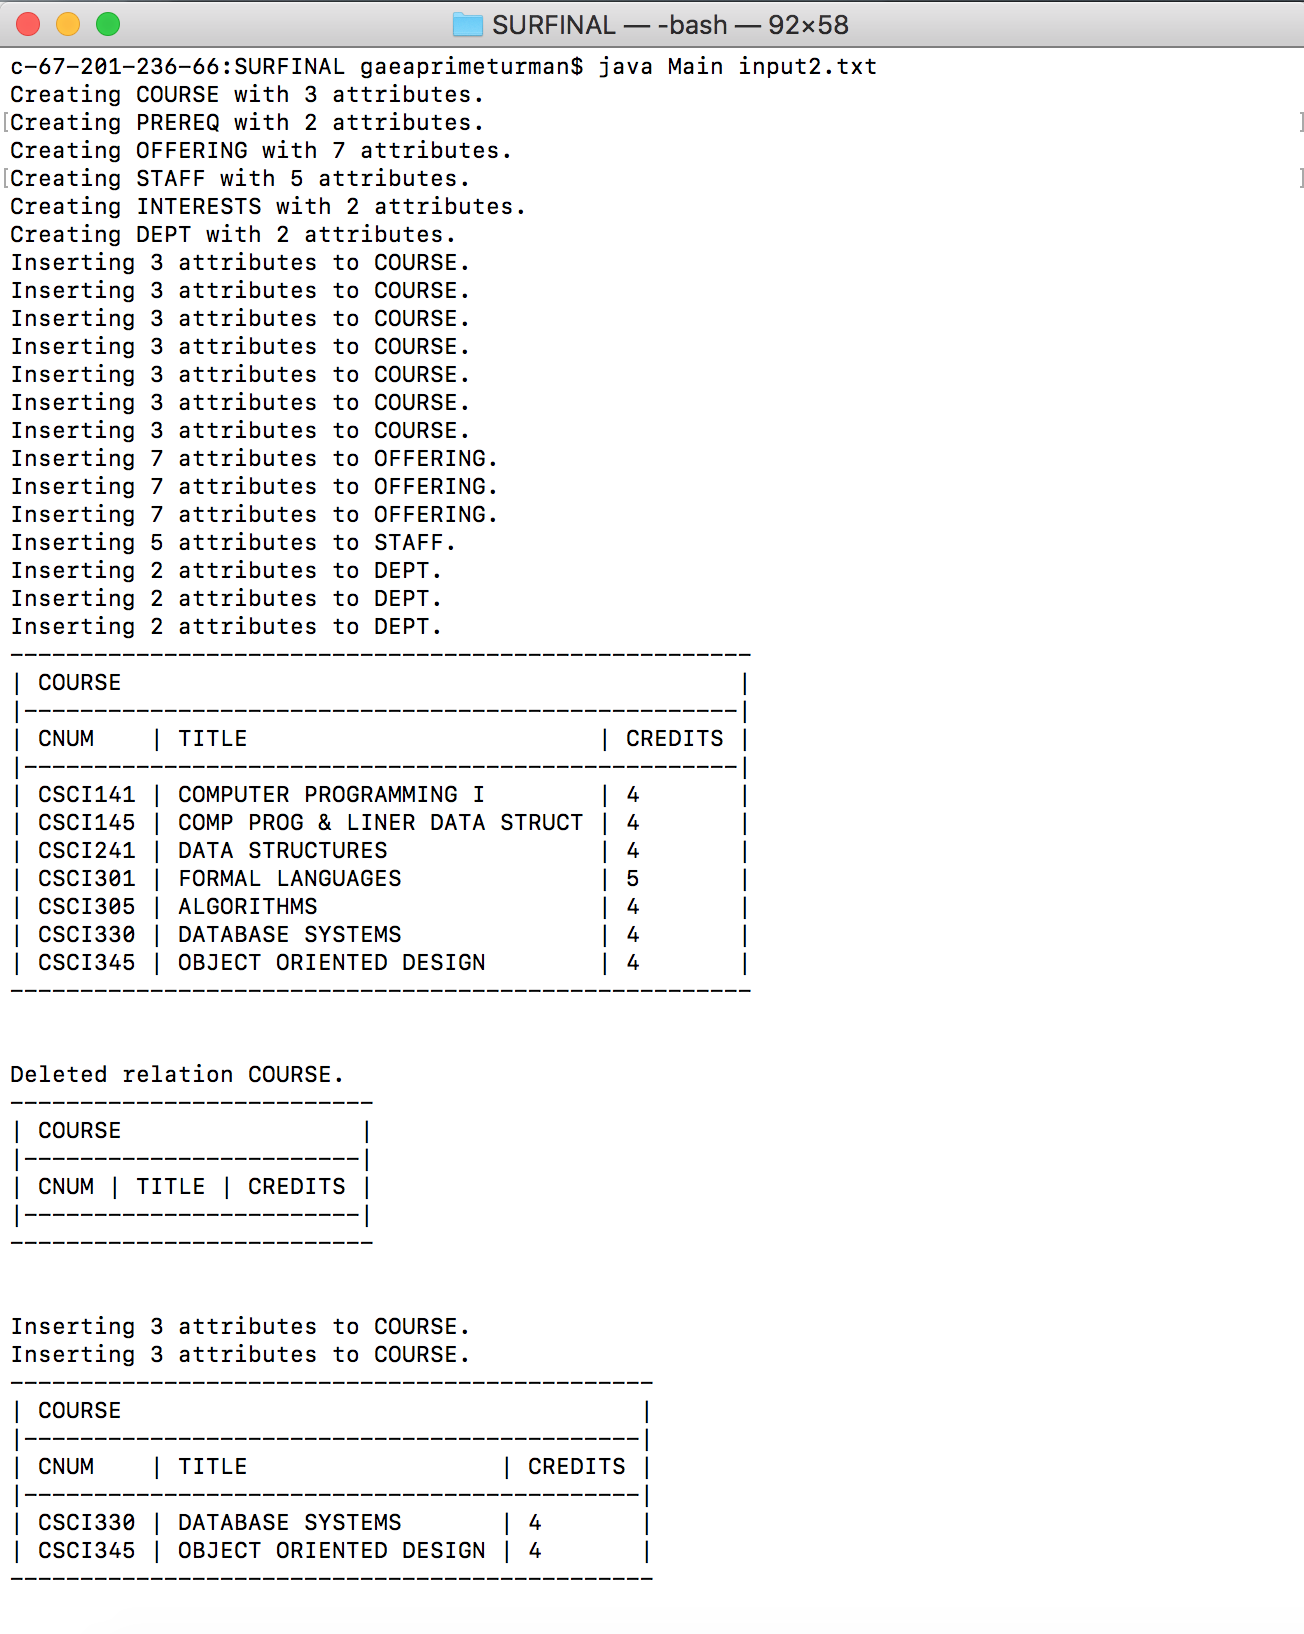 SURFINAL — -bash — 92×58
c-67-201-236-66:SURFINAL gaeaprimeturman$ java Main input2.txt
Creating COURSE with 3 attributes.
[Creating PREREQ with 2 attributes. ]
Creating OFFERING with 7 attributes.
[Creating STAFF with 5 attributes. ]
Creating INTERESTS with 2 attributes.
Creating DEPT with 2 attributes.
Inserting 3 attributes to COURSE.
Inserting 3 attributes to COURSE.
Inserting 3 attributes to COURSE.
Inserting 3 attributes to COURSE.
Inserting 3 attributes to COURSE.
Inserting 3 attributes to COURSE.
Inserting 3 attributes to COURSE.
Inserting 7 attributes to OFFERING.
Inserting 7 attributes to OFFERING.
Inserting 7 attributes to OFFERING.
Inserting 5 attributes to STAFF.
Inserting 2 attributes to DEPT.
Inserting 2 attributes to DEPT.
Inserting 2 attributes to DEPT.
-----------------------------------------------------
| COURSE                                            |
|---------------------------------------------------|
| CNUM    | TITLE                         | CREDITS |
|---------------------------------------------------|
| CSCI141 | COMPUTER PROGRAMMING I        | 4       |
| CSCI145 | COMP PROG & LINER DATA STRUCT | 4       |
| CSCI241 | DATA STRUCTURES               | 4       |
| CSCI301 | FORMAL LANGUAGES              | 5       |
| CSCI305 | ALGORITHMS                    | 4       |
| CSCI330 | DATABASE SYSTEMS              | 4       |
| CSCI345 | OBJECT ORIENTED DESIGN        | 4       |
-----------------------------------------------------
Deleted relation COURSE.
--------------------------
| COURSE                 |
|------------------------|
| CNUM | TITLE | CREDITS |
|------------------------|
--------------------------
Inserting 3 attributes to COURSE.
Inserting 3 attributes to COURSE.
----------------------------------------------
| COURSE                                     |
|--------------------------------------------|
| CNUM    | TITLE                  | CREDITS |
|--------------------------------------------|
| CSCI330 | DATABASE SYSTEMS       | 4       |
| CSCI345 | OBJECT ORIENTED DESIGN | 4       |
----------------------------------------------